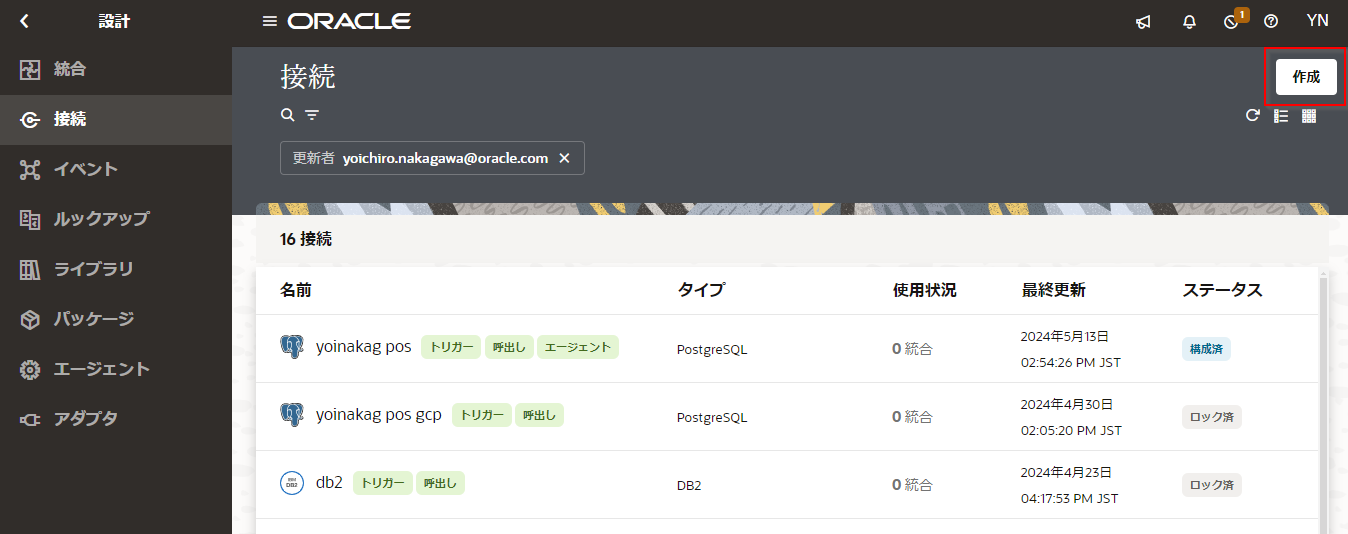 設計
ORACLE
1
YN
統合
接続
イベント
ルックアップ
ライブラリ
パッケージ
エージェント
アダプタ
接続
作成
更新者 yoichiro.nakagawa@oracle.com
16 接続
名前 タイプ 使用状況 最終更新 ステータス
yoinakag pos トリガー 呼出し エージェント PostgreSQL 0 統合 2024年5月13日 構成済
02:54:26 PM JST
yoinakag pos gcp トリガー 呼出し PostgreSQL 0 統合 2024年4月30日 ロック済
02:05:20 PM JST
DB2 db2 トリガー 呼出し DB2 0 統合 2024年4月23日 ロック済
04:17:53 PM JST